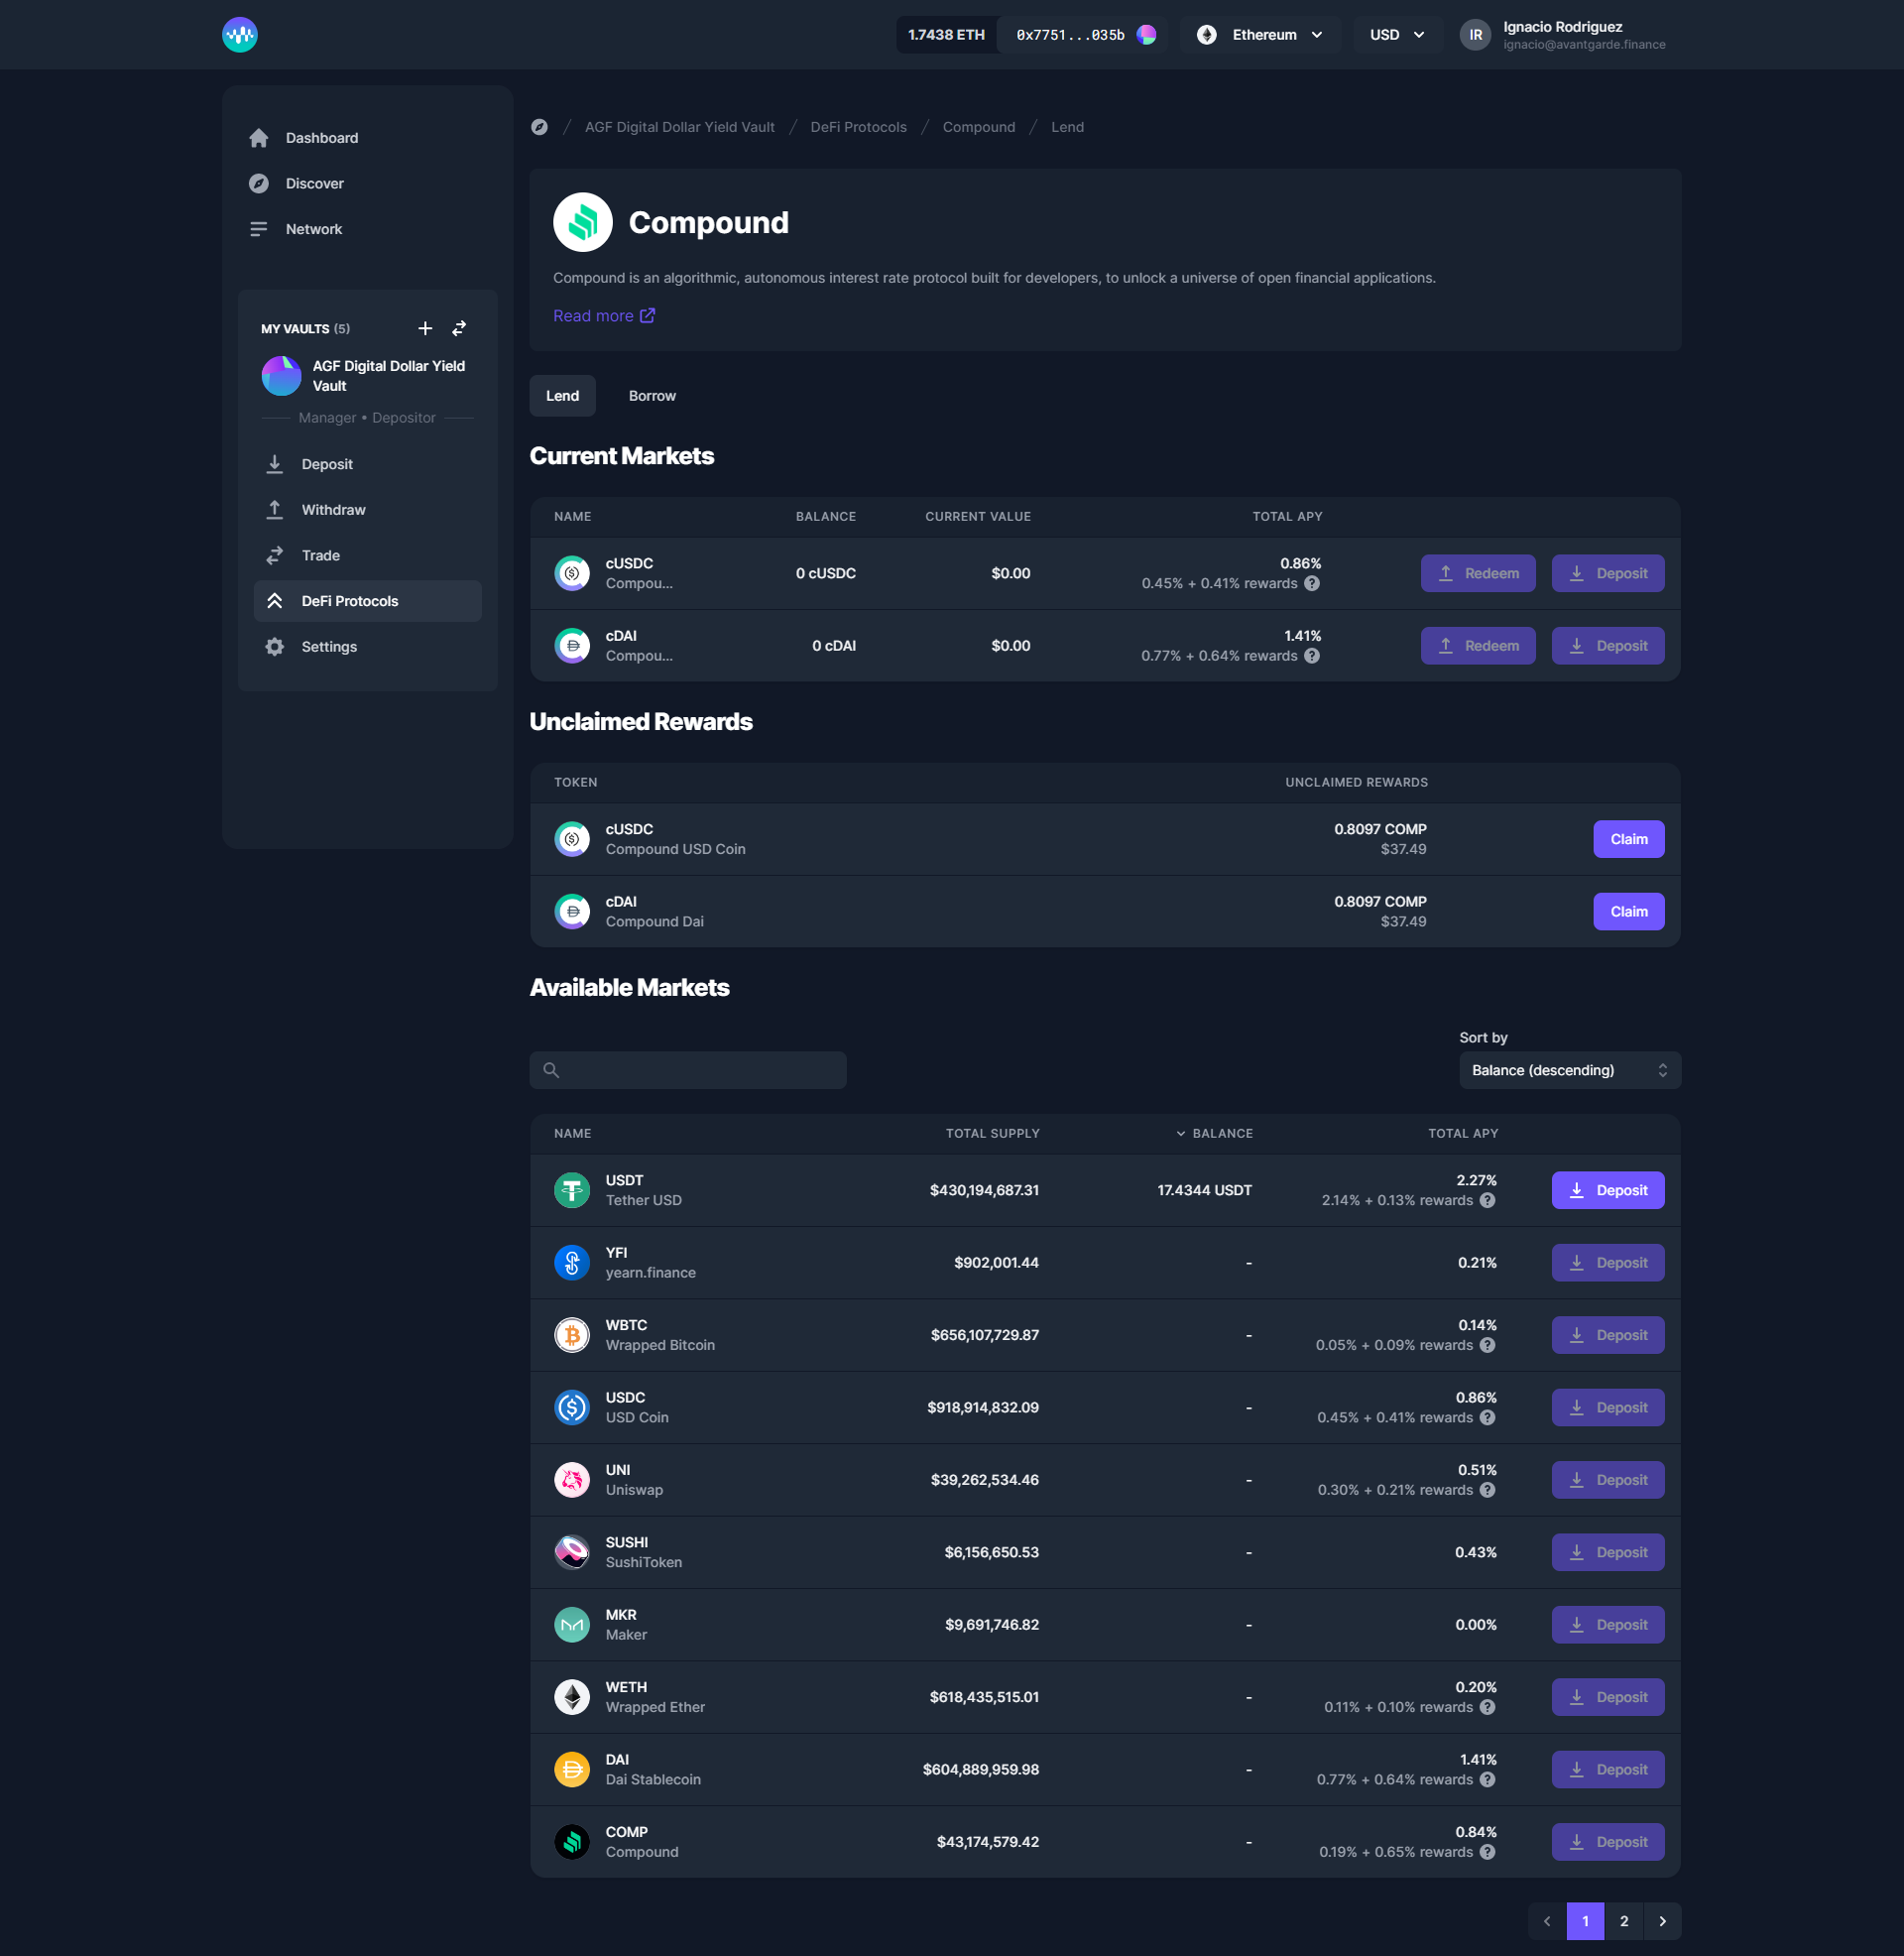 1.7438 ETH
0x7751...035b
Ethereum
USD
IR
Ignacio Rodriguez
ignacio@avantgarde.finance
Dashboard
Discover
Network
MY VAULTS (5)
AGF Digital Dollar Yield
Vault
Manager • Depositor
Deposit
Withdraw
Trade
DeFi Protocols
Settings
/ AGF Digital Dollar Yield Vault / DeFi Protocols / Compound / Lend
Compound
Compound is an algorithmic, autonomous interest rate protocol built for developers, to unlock a universe of open financial applications.
Read more
Lend Borrow
Current Markets
NAME BALANCE CURRENT VALUE TOTAL APY
cUSDC
Compou...
0 cUSDC
$0.00
0.86%
0.45% + 0.41% rewards ?
Redeem
Deposit
cDAI
Compou...
0 cDAI
$0.00
1.41%
0.77% + 0.64% rewards ?
Redeem
Deposit
Unclaimed Rewards
TOKEN UNCLAIMED REWARDS
cUSDC
Compound USD Coin
0.8097 COMP
$37.49
Claim
cDAI
Compound Dai
0.8097 COMP
$37.49
Claim
Available Markets
Sort by
Balance (descending)
NAME TOTAL SUPPLY BALANCE TOTAL APY
USDT
Tether USD
$430,194,687.31
17.4344 USDT
2.27%
2.14% + 0.13% rewards ?
Deposit
YFI
yearn.finance
$902,001.44
-
0.21%
Deposit
WBTC
Wrapped Bitcoin
$656,107,729.87
-
0.14%
0.05% + 0.09% rewards ?
Deposit
USDC
USD Coin
$918,914,832.09
-
0.86%
0.45% + 0.41% rewards ?
Deposit
UNI
Uniswap
$39,262,534.46
-
0.51%
0.30% + 0.21% rewards ?
Deposit
SUSHI
SushiToken
$6,156,650.53
-
0.43%
Deposit
MKR
Maker
$9,691,746.82
-
0.00%
Deposit
WETH
Wrapped Ether
$618,435,515.01
-
0.20%
0.11% + 0.10% rewards ?
Deposit
DAI
Dai Stablecoin
$604,889,959.98
-
1.41%
0.77% + 0.64% rewards ?
Deposit
COMP
Compound
$43,174,579.42
-
0.84%
0.19% + 0.65% rewards ?
Deposit
1 2